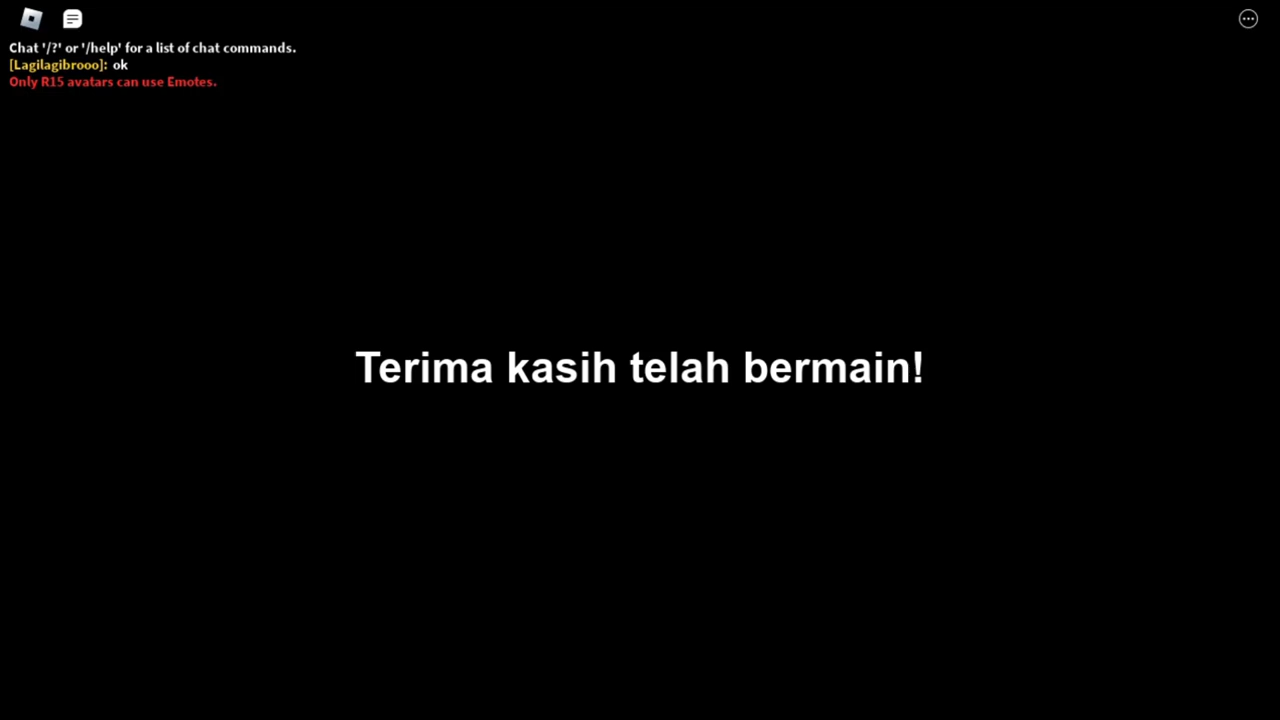 Chat '/?' or '/help' for a list of chat commands.
[Lagilagibrooo]: ok
Only R15 avatars can use Emotes.
Terima kasih telah bermain!